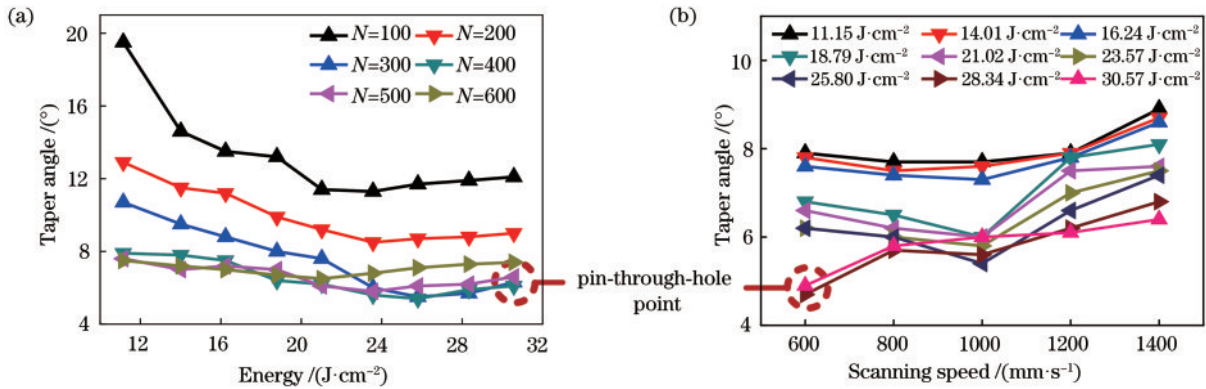 (a)
20
16
12
8
4
Taper angle /(°)
N=100 N=200
N=300 N=400
N=500 N=600
12 16 20 24 28 32
Energy /(J·cm⁻²)
pin-through-hole
point
(b)
10
8
6
4
Taper angle /(°)
11.15 J·cm⁻² 14.01 J·cm⁻² 16.24 J·cm⁻²
18.79 J·cm⁻² 21.02 J·cm⁻² 23.57 J·cm⁻²
25.80 J·cm⁻² 28.34 J·cm⁻² 30.57 J·cm⁻²
600 800 1000 1200 1400
Scanning speed /(mm·s⁻¹)